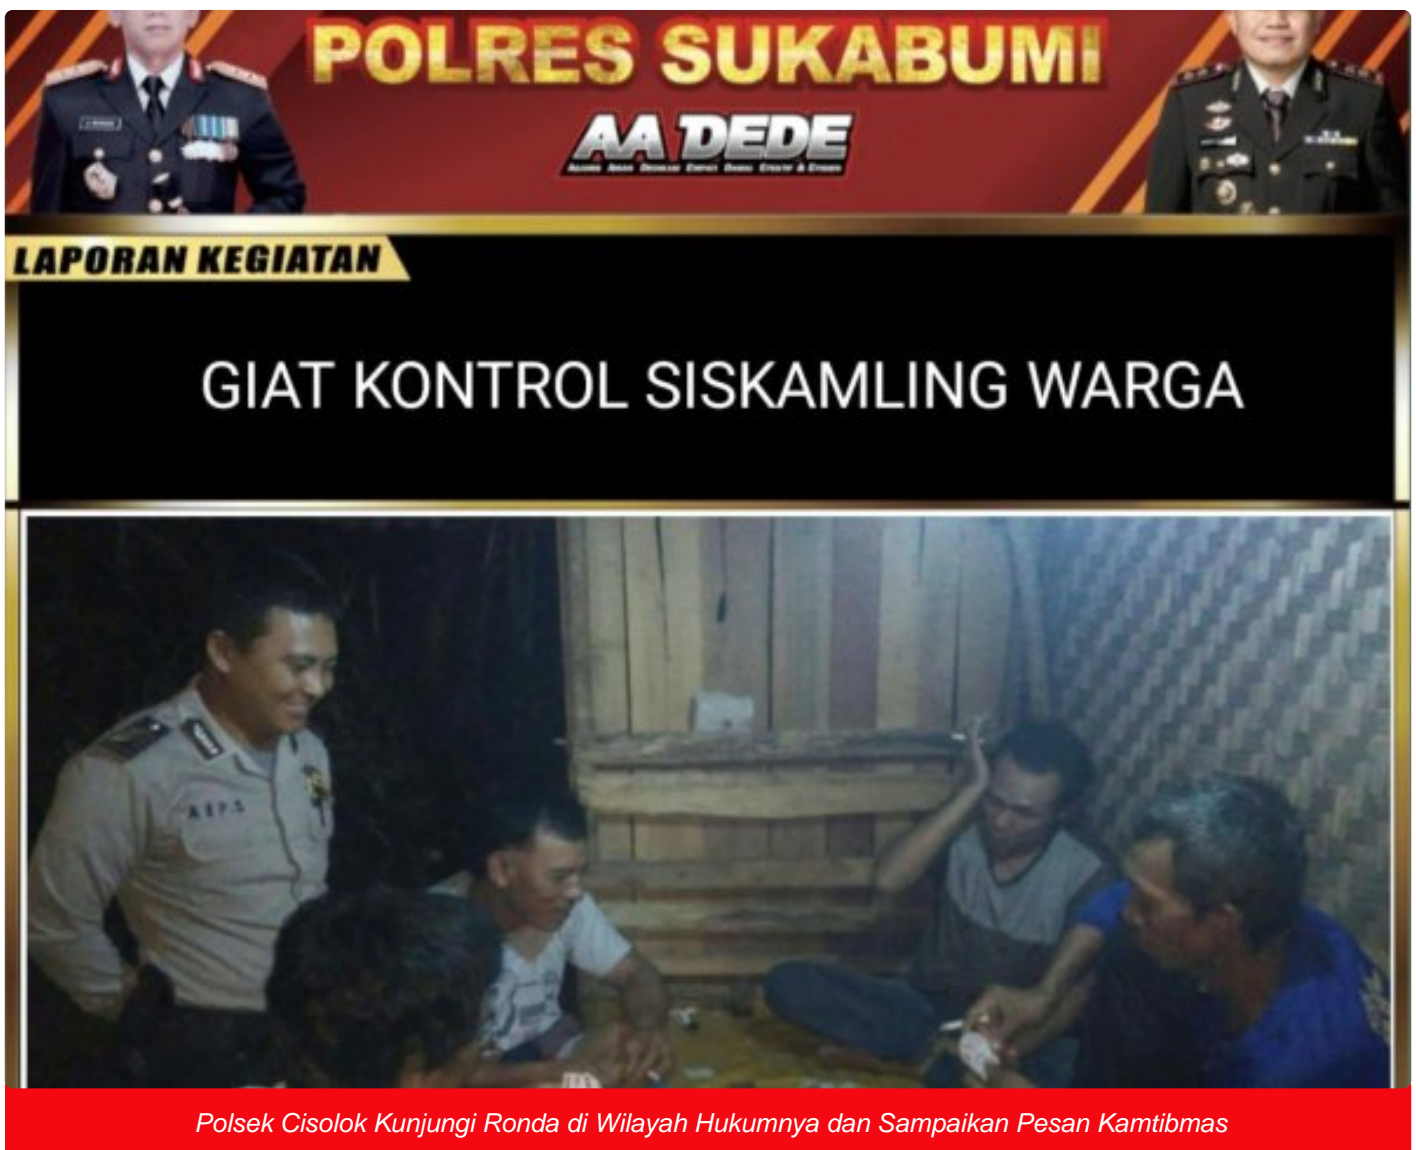 POLRES SUKABUMI
AA DEDE
LAPORAN KEGIATAN
GIAT KONTROL SISKAMLING WARGA
AEP.S
Polsek Cisolok Kunjungi Ronda di Wilayah Hukumnya dan Sampaikan Pesan Kamtibmas